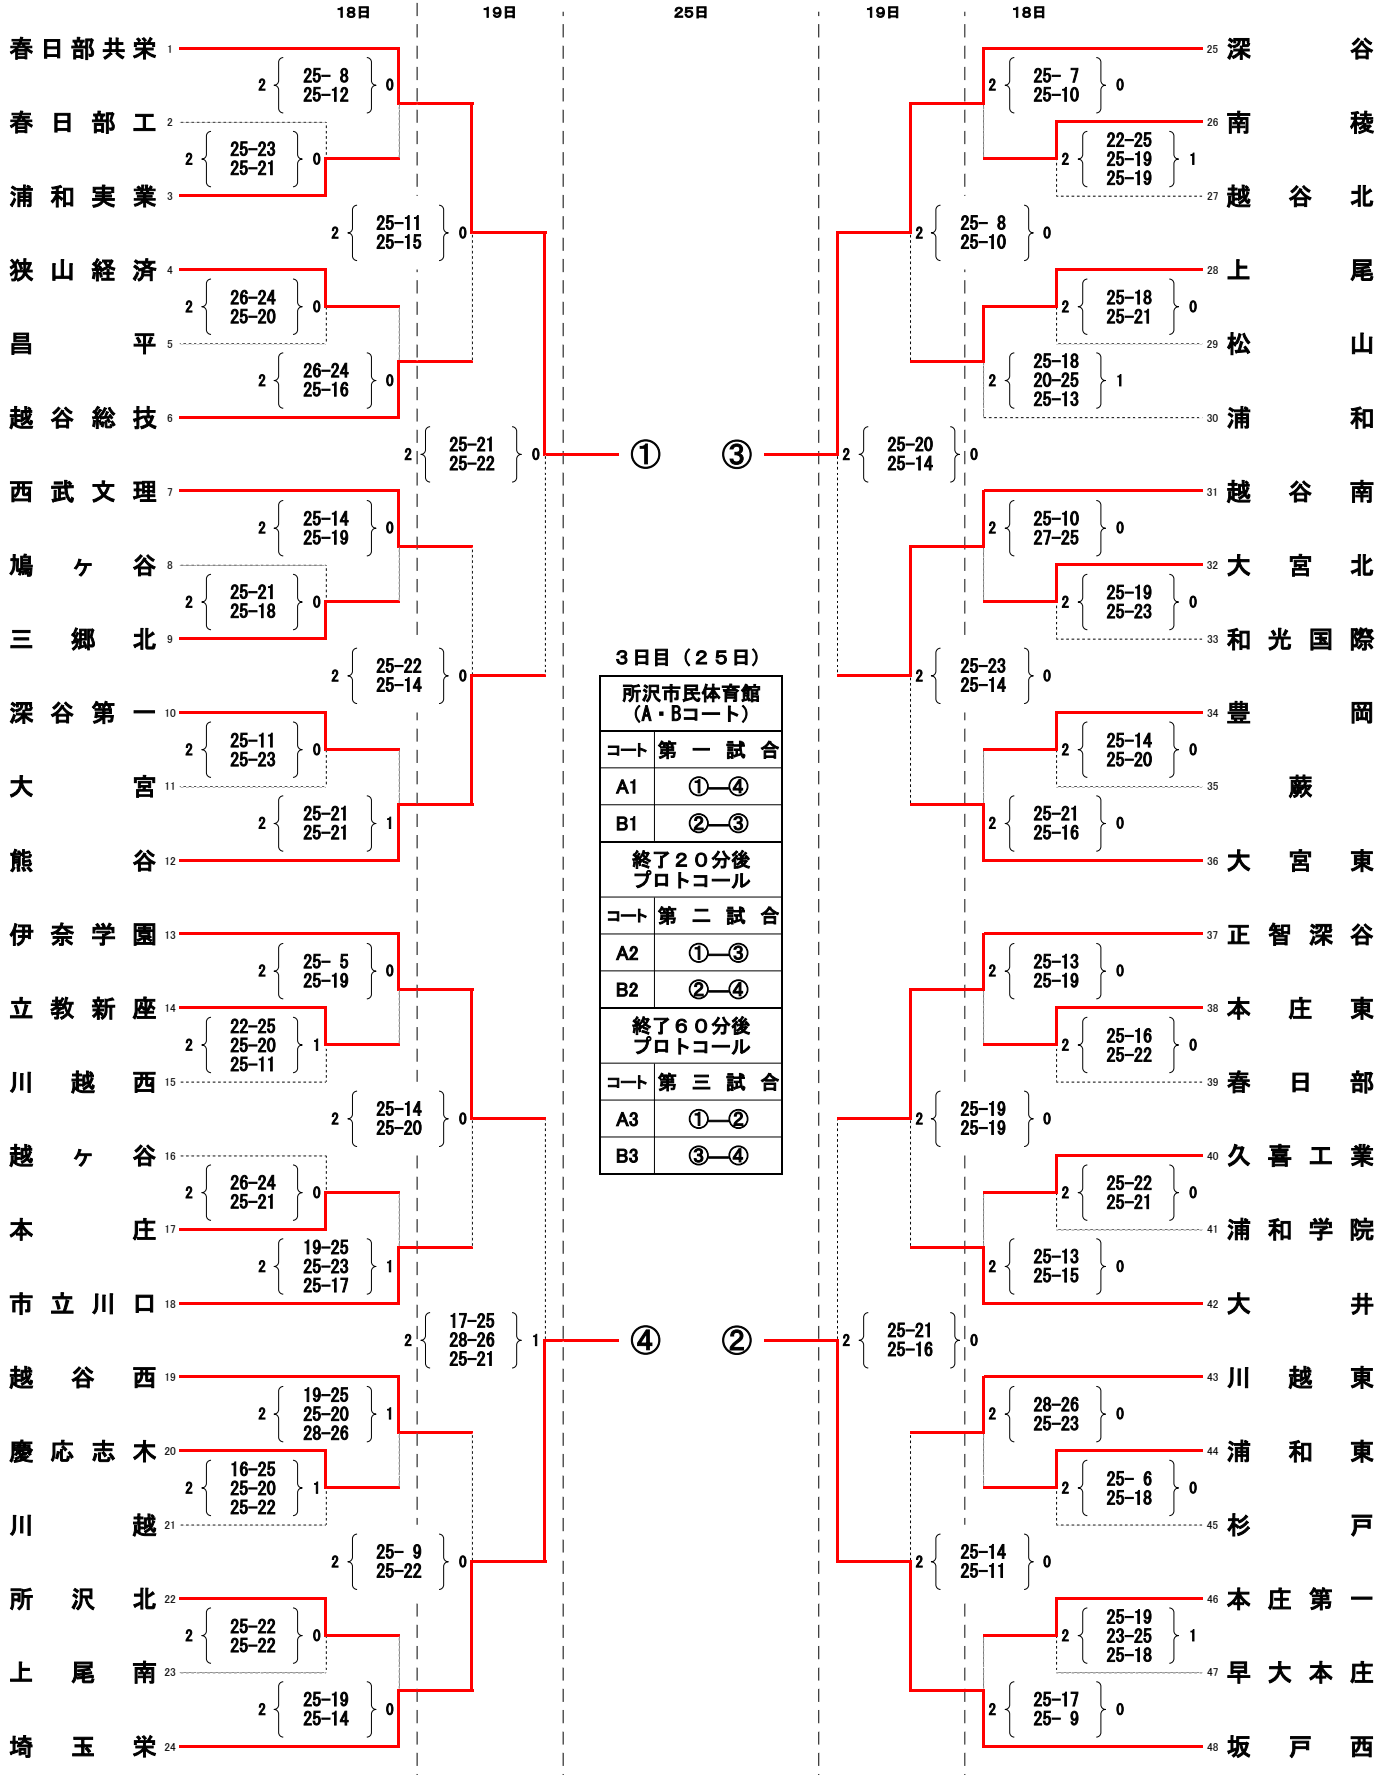 18日 19日 25日 19日 18日
春日部共栄 1
2 25- 8 0
25-12
春日部工 2
2 25-23 0
25-21
浦和実業 3
2 25-11 0
25-15
狭山経済 4
2 26-24 0
25-20
昌平 5
2 26-24 0
25-16
越谷総技 6
2 25-21 0
25-22
①
西武文理 7
2 25-14 0
25-19
鳩ヶ谷 8
2 25-21 0
25-18
三郷北 9
2 25-22 0
25-14
深谷第一 10
2 25-11 0
25-23
大宮 11
2 25-21 1
25-21
熊谷 12
伊奈学園 13
2 25- 5 0
25-19
立教新座 14
2 22-25 1
25-20
25-11
川越西 15
2 25-14 0
25-20
越ヶ谷 16
2 26-24 0
25-21
本庄 17
2 19-25 1
25-23
25-17
市立川口 18
2 17-25 1
28-26
25-21
④
越谷西 19
2 19-25 1
25-20
28-26
慶応志木 20
2 16-25 1
25-20
25-22
川越 21
2 25- 9 0
25-22
所沢北 22
2 25-22 0
25-22
上尾南 23
2 25-19 0
25-14
埼玉栄 24
3日目(25日)
所沢市民体育館
(A・Bコート)
コート 第一試合
A1 ①―④
B1 ②―③
終了20分後
プロトコール
コート 第二試合
A2 ①―③
B2 ②―④
終了60分後
プロトコール
コート 第三試合
A3 ①―②
B3 ③―④
25 深谷
2 25- 7 0
25-10
26 南稜
2 22-25 1
25-19
25-19
27 越谷北
2 25- 8 0
25-10
28 上尾
2 25-18 0
25-21
29 松山
2 25-18 1
20-25
25-13
30 浦和
③
2 25-20 0
25-14
31 越谷南
2 25-10 0
27-25
32 大宮北
2 25-19 0
25-23
33 和光国際
2 25-23 0
25-14
34 豊岡
2 25-14 0
25-20
35 蕨
2 25-21 0
25-16
36 大宮東
37 正智深谷
2 25-13 0
25-19
38 本庄東
2 25-16 0
25-22
39 春日部
2 25-19 0
25-19
40 久喜工業
2 25-22 0
25-21
41 浦和学院
2 25-13 0
25-15
42 大井
②
2 25-21 0
25-16
43 川越東
2 28-26 0
25-23
44 浦和東
2 25- 6 0
25-18
45 杉戸
2 25-14 0
25-11
46 本庄第一
2 25-19 1
23-25
25-18
47 早大本庄
2 25-17 0
25- 9
48 坂戸西